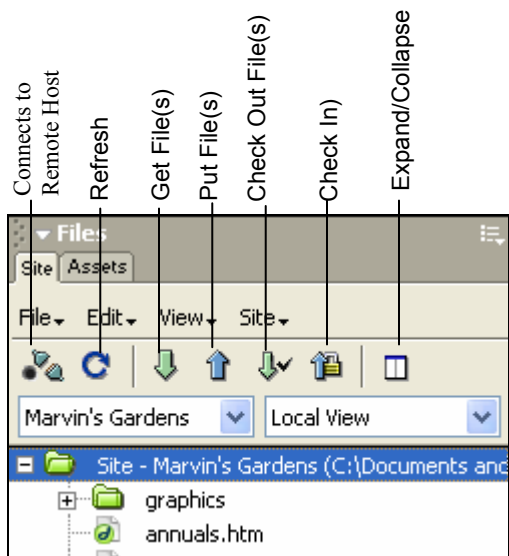 Connects to
Remote Host
Refresh
Get File(s)
Put File(s)
Check Out File(s)
Check In)
Expand/Collapse
Files
Site Assets
File Edit View Site
Marvin's Gardens Local View
Site - Marvin's Gardens (C:\Documents and
graphics
annuals.htm